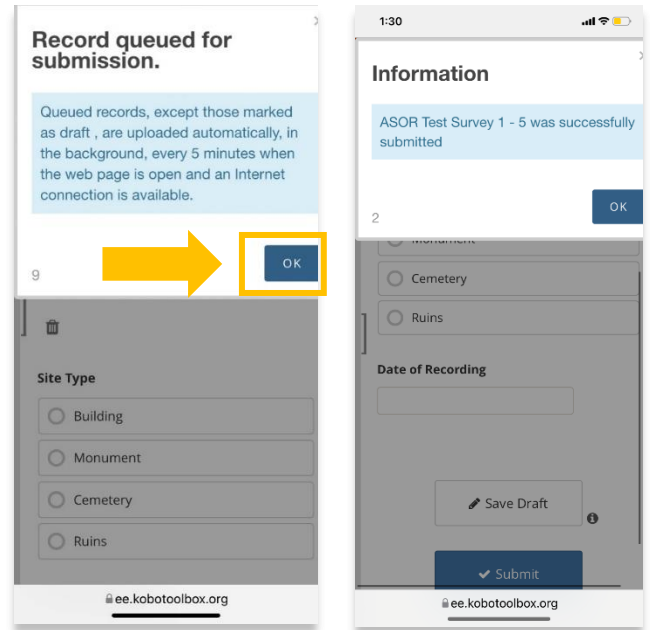 Record queued for
submission.
Queued records, except those marked
as draft , are uploaded automatically, in
the background, every 5 minutes when
the web page is open and an Internet
connection is available.
9
OK
Site Type
Building
Monument
Cemetery
Ruins
ee.kobotoolbox.org
1:30
Information
ASOR Test Survey 1 - 5 was successfully
submitted
2
OK
Monument
Cemetery
Ruins
Date of Recording
Save Draft
Submit
ee.kobotoolbox.org